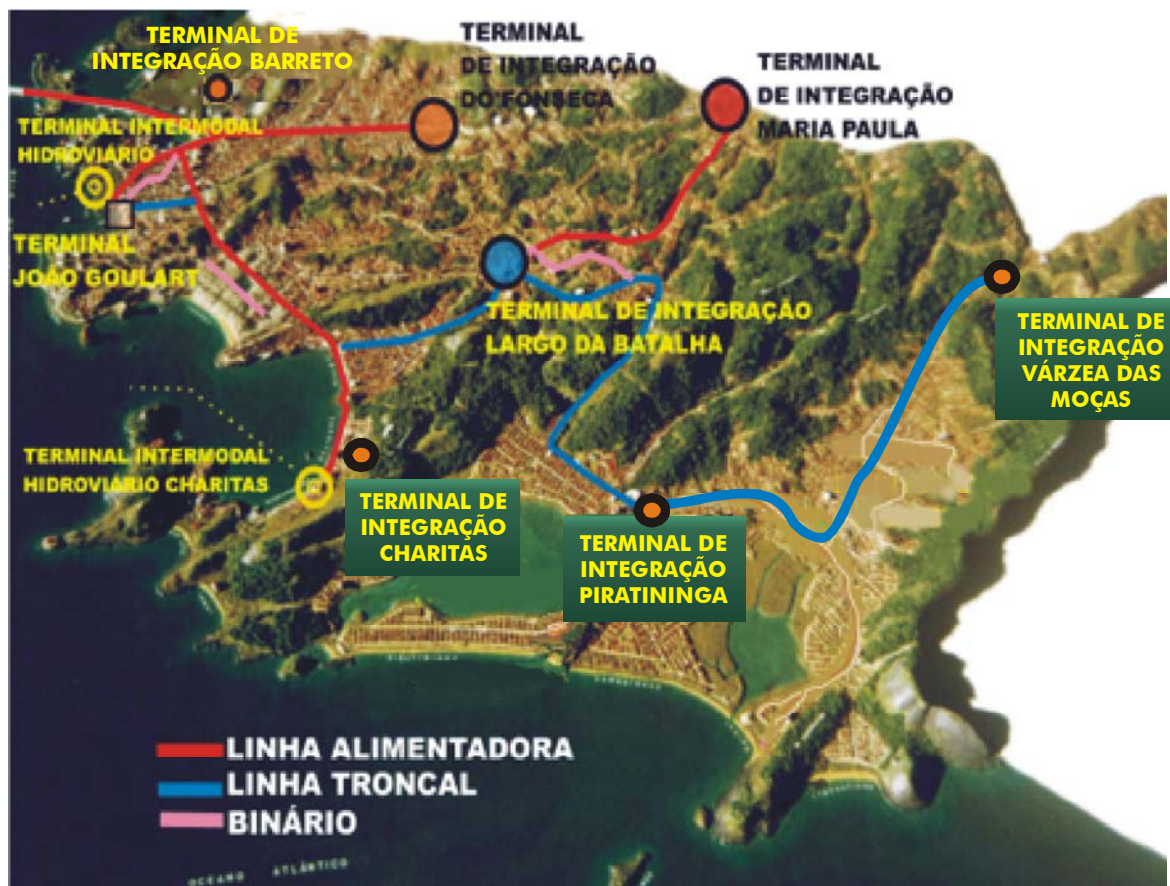 TERMINAL DE
INTEGRAÇÃO BARRETO
TERMINAL
DE INTEGRAÇÃO
DO FONSECA
TERMINAL
DE INTEGRAÇÃO
MARIA PAULA
TERMINAL INTERMODAL
HIDROVIÁRIO
TERMINAL
JOÃO GOULART
TERMINAL DE INTEGRAÇÃO
LARGO DA BATALHA
TERMINAL DE
INTEGRAÇÃO
VÁRZEA DAS
MOÇAS
TERMINAL INTERMODAL
HIDROVIÁRIO CHARITAS
TERMINAL DE
INTEGRAÇÃO
CHARITAS
TERMINAL DE
INTEGRAÇÃO
PIRATININGA
LINHA ALIMENTADORA
LINHA TRONCAL
BINÁRIO
OCEANO ATLÂNTICO